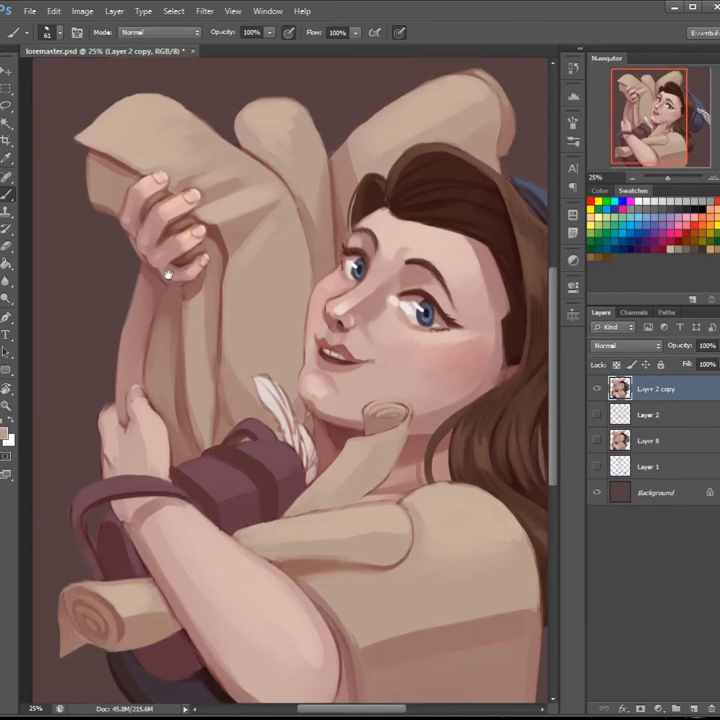 Ps File Edit Image Layer Type Select Filter View Window Help
61 Mode: Normal Opacity: 100% Flow: 100% Essentials
loremaster.psd @ 25% (Layer 2 copy, RGB/8) * ×
Navigator
25%
Color Swatches
Layers Channels Paths
Kind
Normal Opacity: 100%
Lock: Fill: 100%
Layer 2 copy
Layer 2
Layer 8
Layer 1
Background
25% Doc: 45.8M/215.6M